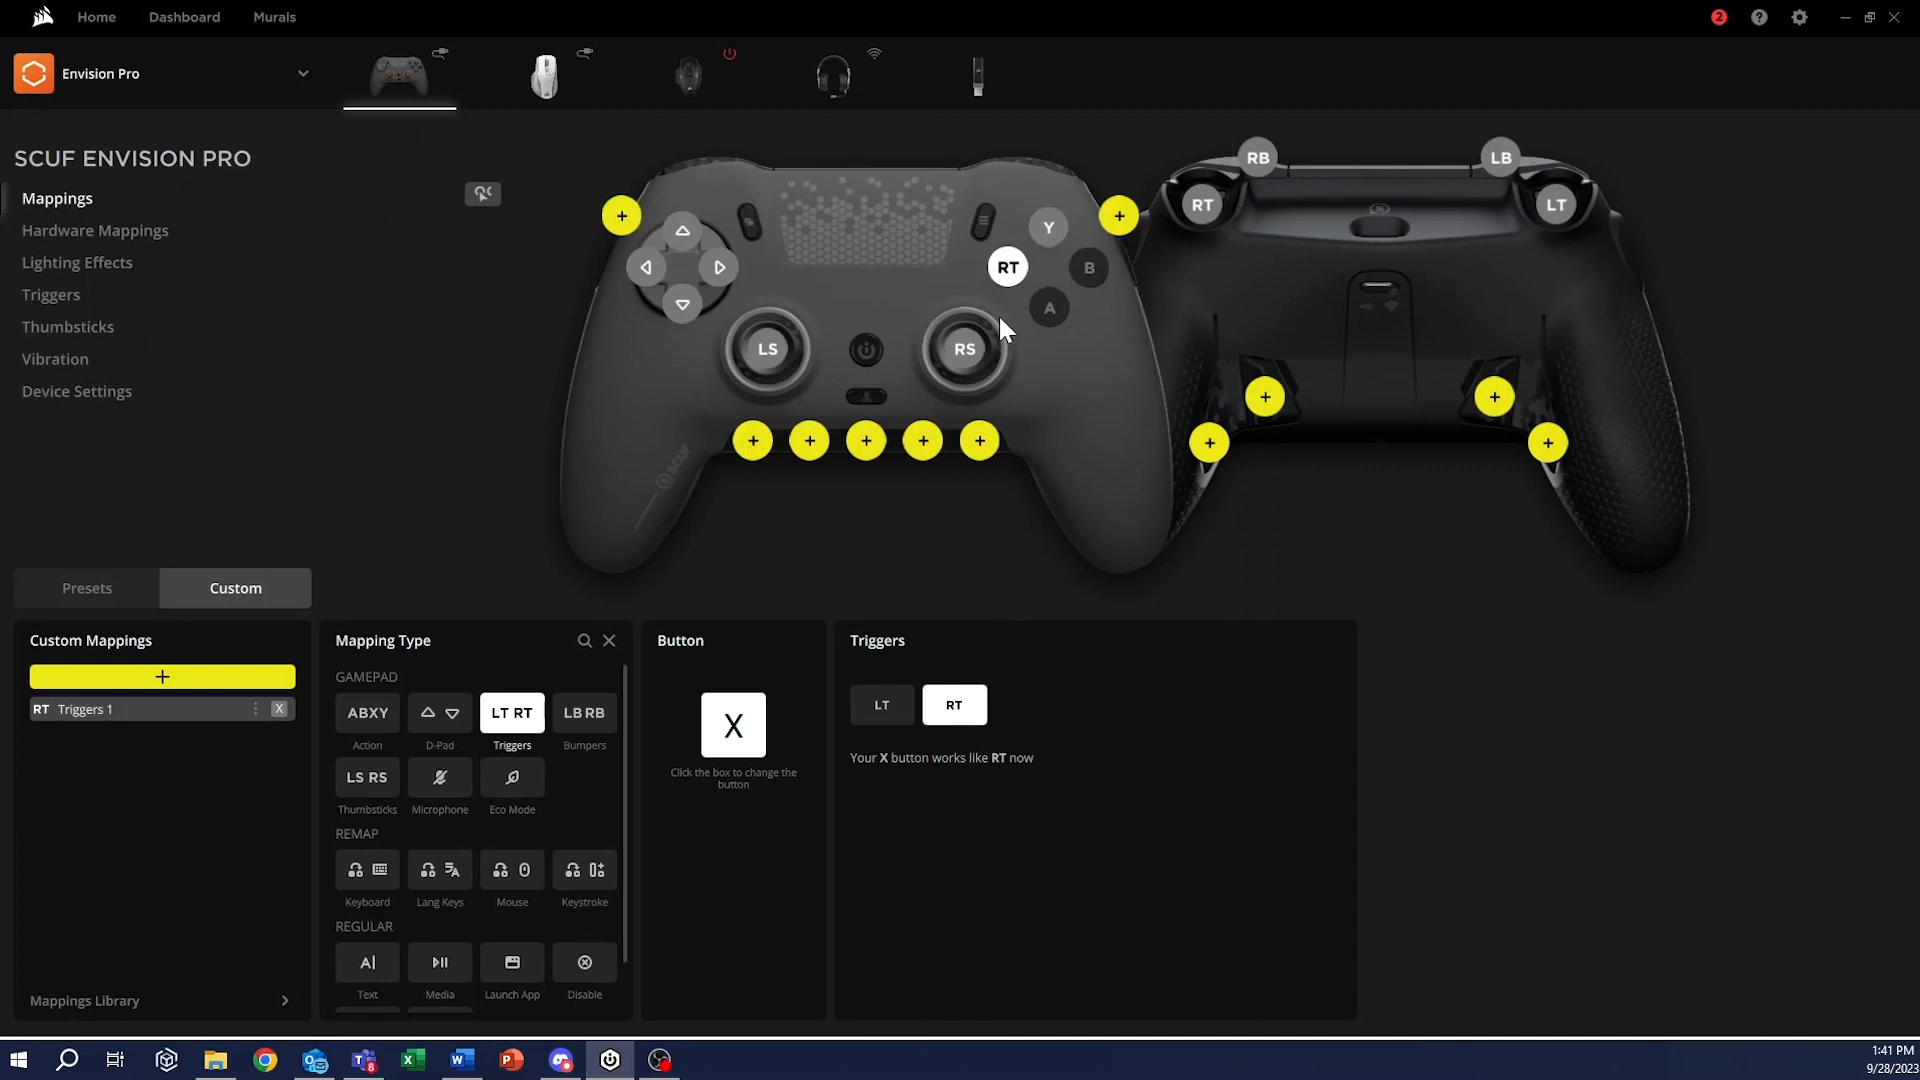 Home Dashboard Murals 2 ?
Envision Pro
SCUF ENVISION PRO
Mappings
Hardware Mappings
Lighting Effects
Triggers
Thumbsticks
Vibration
Device Settings
RB LB
RT LT
Y
RT B
A
LS RS
SCUF
Presets Custom
Custom Mappings
RT Triggers 1 X
Mappings Library
Mapping Type
GAMEPAD
ABXY LT RT LB RB
Action D-Pad Triggers Bumpers
LS RS
Thumbsticks Microphone Eco Mode
REMAP
Keyboard Lang Keys Mouse Keystroke
REGULAR
A|
Text Media Launch App Disable
Button
X
Click the box to change the
button
Triggers
LT RT
Your X button works like RT now
1:41 PM
9/28/2023